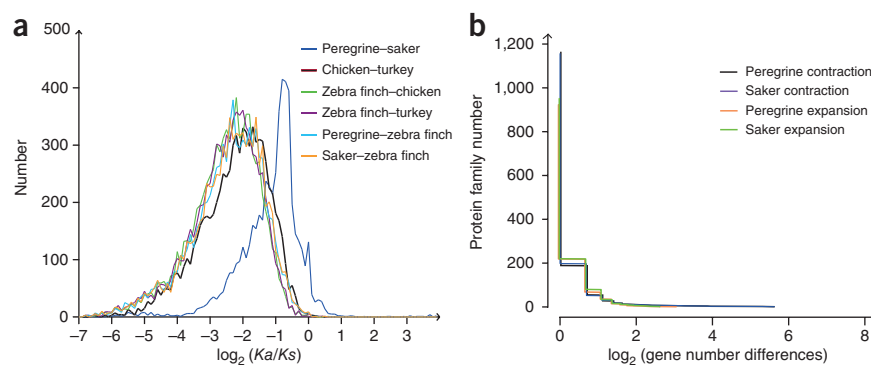 a
500
400
300
200
100
0
Number
–7 –6 –5 –4 –3 –2 –1 0 1 2 3
log2 (Ka/Ks)
Peregrine–saker
Chicken–turkey
Zebra finch–chicken
Zebra finch–turkey
Peregrine–zebra finch
Saker–zebra finch
b
1,200
1,000
800
600
400
200
0
Protein family number
0 2 4 6 8
log2 (gene number differences)
Peregrine contraction
Saker contraction
Peregrine expansion
Saker expansion